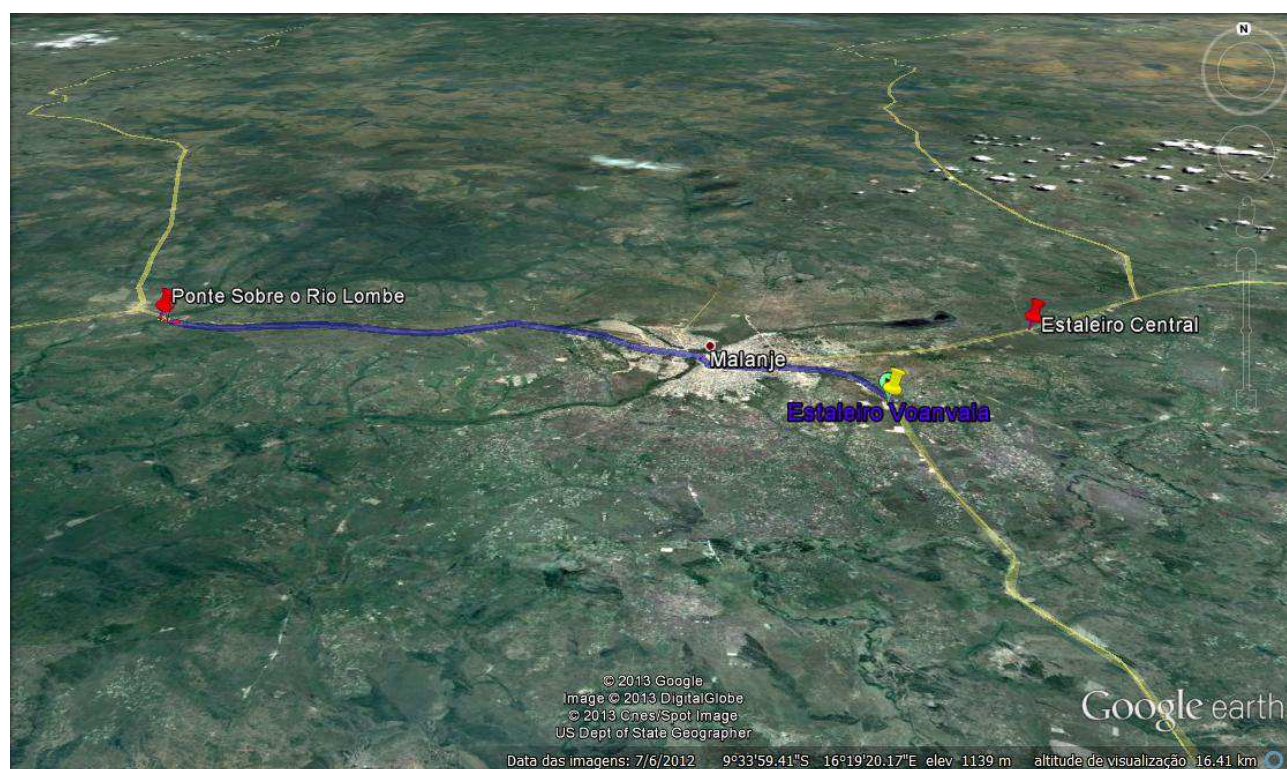 N
Ponte Sobre o Rio Lombe
Estaleiro Central
Malanje
Estaleiro Voanvala
© 2013 Google
Image © 2013 DigitalGlobe
© 2013 Cnes/Spot Image
US Dept of State Geographer
Google earth
Data das imagens: 7/6/2012 9°33'59.41"S 16°19'20.17"E elev 1139 m altitude de visualização 16.41 km